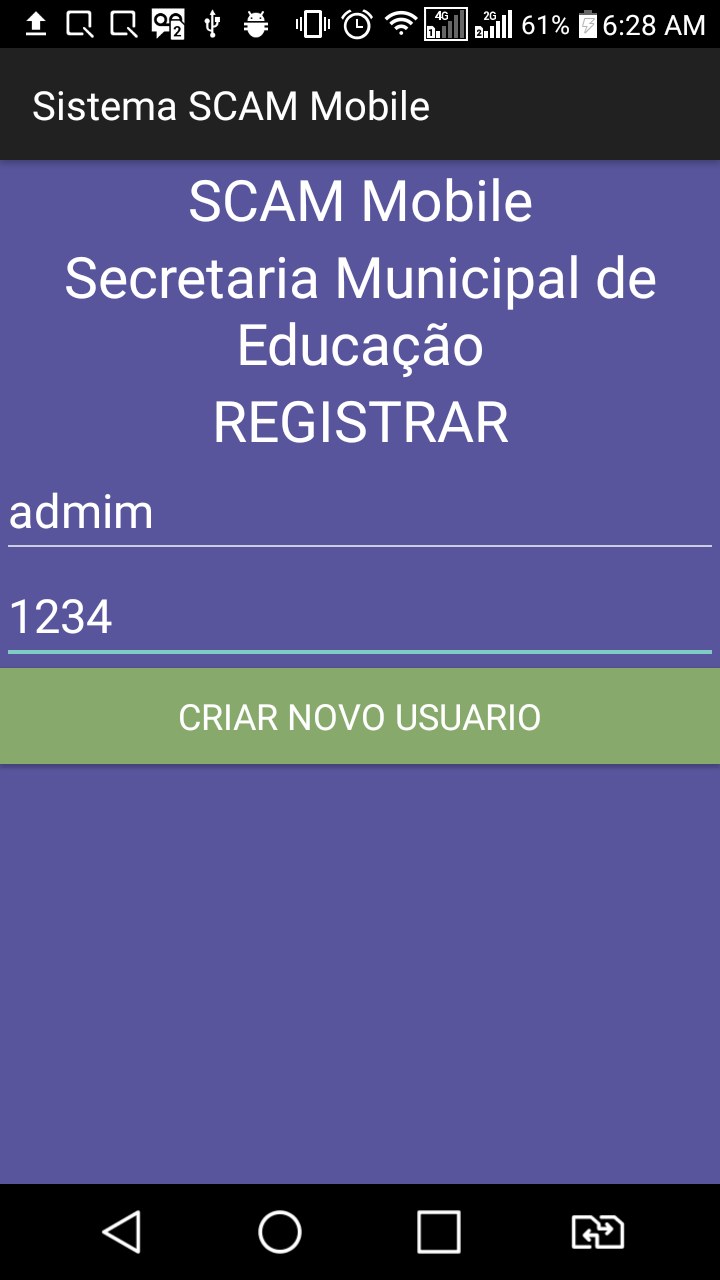 4G 2G 61% 6:28 AM
Sistema SCAM Mobile
SCAM Mobile
Secretaria Municipal de
Educação
REGISTRAR
admim
1234
CRIAR NOVO USUARIO